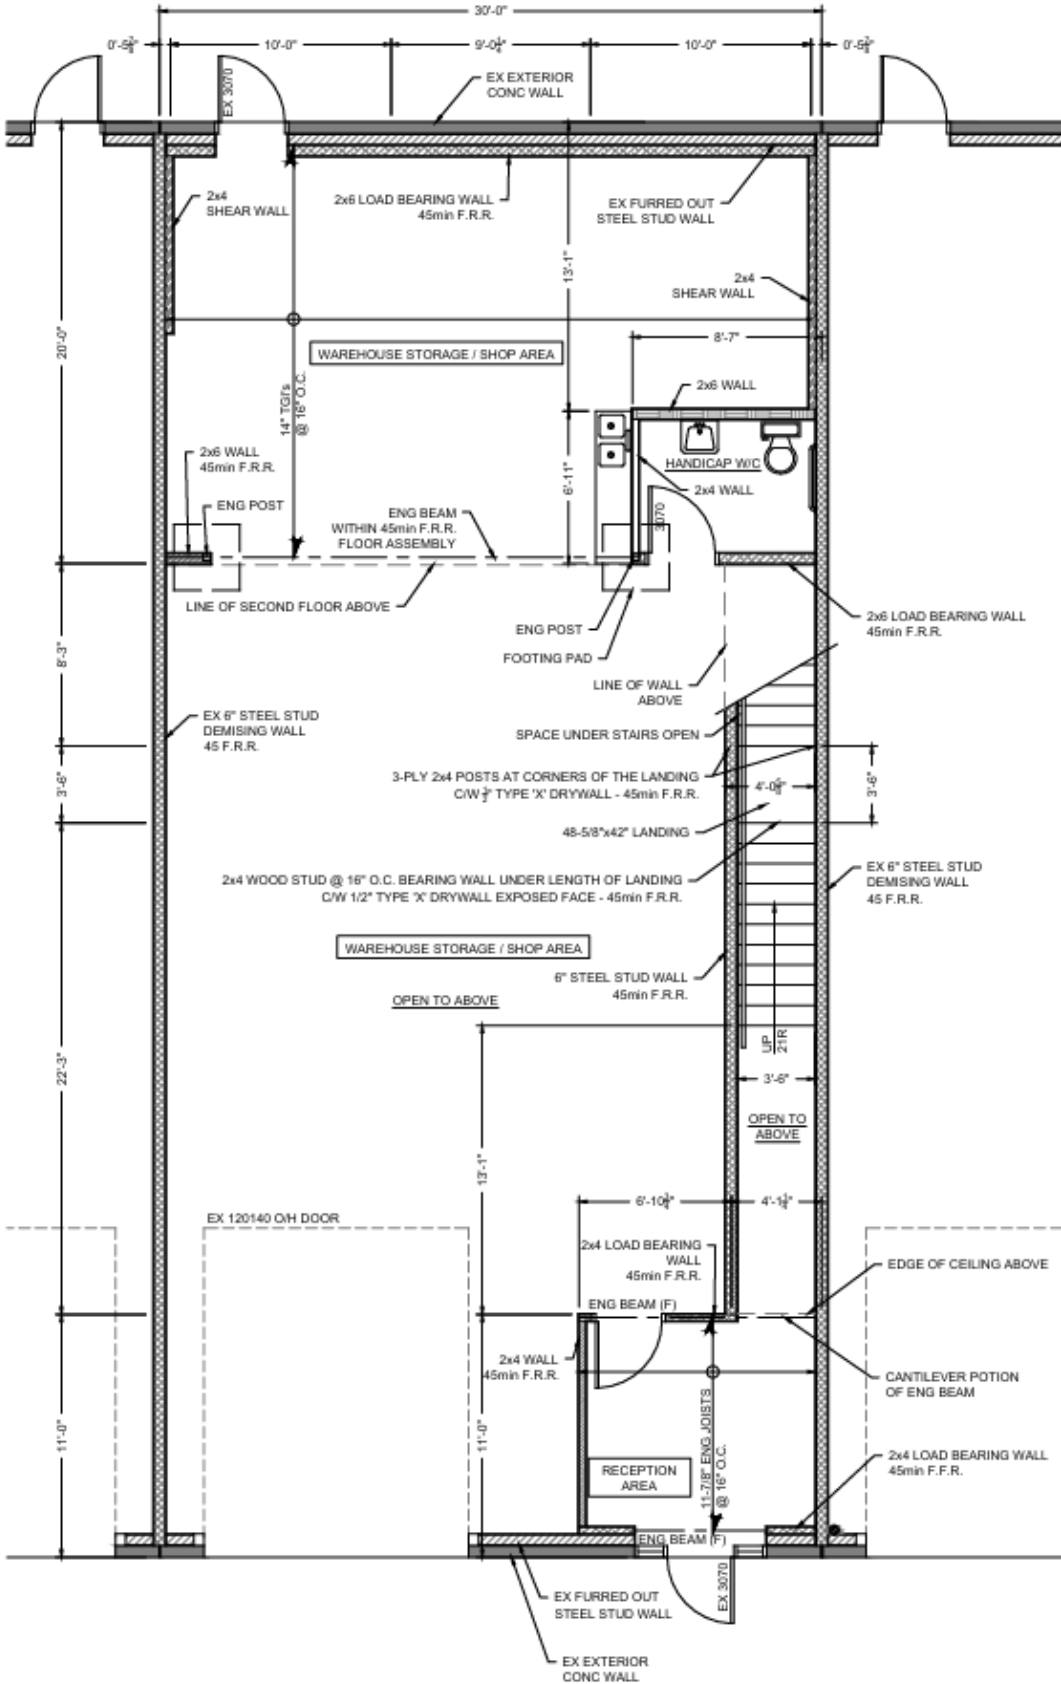 30'-0"
0'-5⅞"
10'-0"
9'-0¼"
10'-0"
0'-5⅞"
EX 3070
EX EXTERIOR
CONC WALL
2x4
SHEAR WALL
2x6 LOAD BEARING WALL
45min F.R.R.
EX FURRED OUT
STEEL STUD WALL
13'-1"
2x4
SHEAR WALL
20'-0"
8'-7"
WAREHOUSE STORAGE / SHOP AREA
14" TGI's
@ 16" O.C.
2x6 WALL
2x6 WALL
45min F.R.R.
6'-11"
HANDICAP W/C
2x4 WALL
ENG POST
ENG BEAM
WITHIN 45min F.R.R.
FLOOR ASSEMBLY
3070
LINE OF SECOND FLOOR ABOVE
2x6 LOAD BEARING WALL
45min F.R.R.
ENG POST
FOOTING PAD
8'-3"
LINE OF WALL
ABOVE
EX 6" STEEL STUD
DEMISING WALL
45 F.R.R.
SPACE UNDER STAIRS OPEN
3-PLY 2x4 POSTS AT CORNERS OF THE LANDING
C/W ½" TYPE 'X' DRYWALL - 45min F.R.R.
3'-6"
4'-0⅝"
3'-6"
48-5/8"x42" LANDING
2x4 WOOD STUD @ 16" O.C. BEARING WALL UNDER LENGTH OF LANDING
C/W 1/2" TYPE 'X' DRYWALL EXPOSED FACE - 45min F.R.R.
EX 6" STEEL STUD
DEMISING WALL
45 F.R.R.
WAREHOUSE STORAGE / SHOP AREA
6" STEEL STUD WALL
45min F.R.R.
OPEN TO ABOVE
UP
21R
22'-3"
3'-6"
OPEN TO
ABOVE
13'-1"
6'-10¾"
4'-1¼"
EX 120140 O/H DOOR
2x4 LOAD BEARING
WALL
45min F.R.R.
EDGE OF CEILING ABOVE
ENG BEAM (F)
2x4 WALL
45min F.R.R.
CANTILEVER POTION
OF ENG BEAM
11'-0"
11'-0"
11-7/8" ENG JOISTS
@ 16" O.C.
RECEPTION
AREA
2x4 LOAD BEARING WALL
45min F.F.R.
ENG BEAM (F)
EX 3070
EX FURRED OUT
STEEL STUD WALL
EX EXTERIOR
CONC WALL